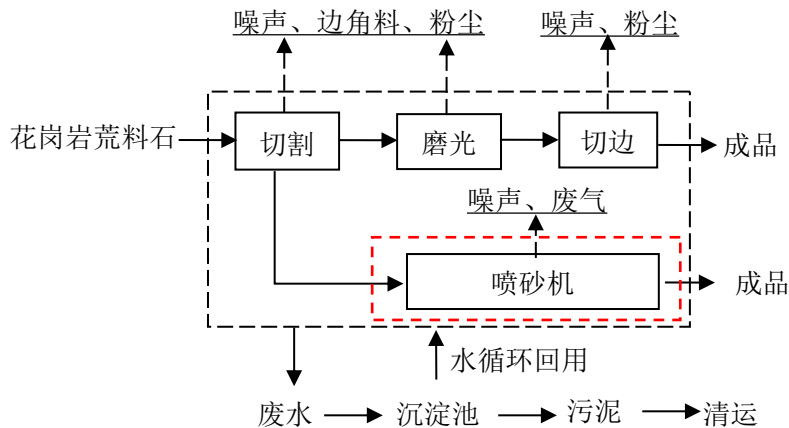 噪声、边角料、粉尘
噪声、粉尘
花岗岩荒料石
切割
磨光
切边
成品
噪声、废气
喷砂机
成品
水循环回用
废水
沉淀池
污泥
清运